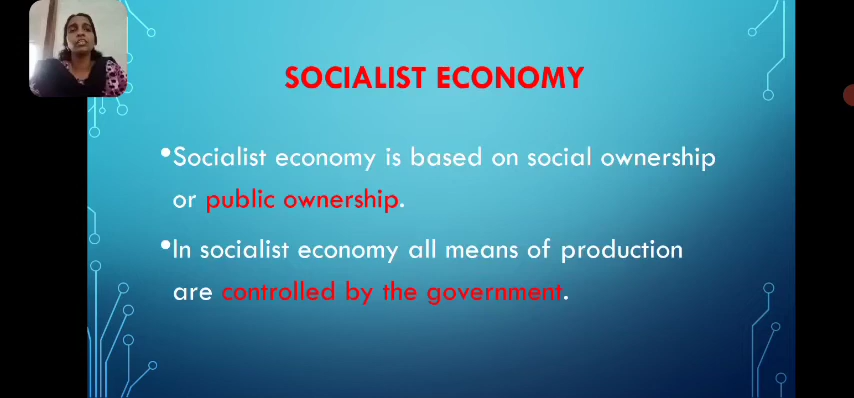 SOCIALIST ECONOMY
•Socialist economy is based on social ownership
or public ownership.
•In socialist economy all means of production
are controlled by the government.